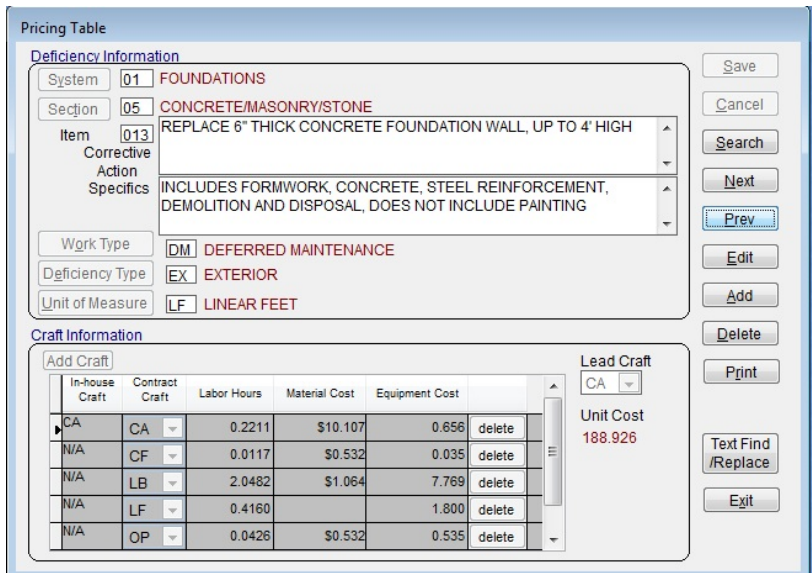 Pricing Table
Deficiency Information
System 01 FOUNDATIONS
Section 05 CONCRETE/MASONRY/STONE
Item 013 REPLACE 6" THICK CONCRETE FOUNDATION WALL, UP TO 4' HIGH
Corrective
Action
Specifics INCLUDES FORMWORK, CONCRETE, STEEL REINFORCEMENT,
DEMOLITION AND DISPOSAL, DOES NOT INCLUDE PAINTING
Work Type DM DEFERRED MAINTENANCE
Deficiency Type EX EXTERIOR
Unit of Measure LF LINEAR FEET
Save
Cancel
Search
Next
Prev
Edit
Add
Delete
Print
Text Find
/Replace
Exit
Craft Information
Add Craft
In-house Craft Contract Craft Labor Hours Material Cost Equipment Cost
CA CA 0.2211 $10.107 0.656 delete
N/A CF 0.0117 $0.532 0.035 delete
N/A LB 2.0482 $1.064 7.769 delete
N/A LF 0.4160 1.800 delete
N/A OP 0.0426 $0.532 0.535 delete
Lead Craft
CA
Unit Cost
188.926